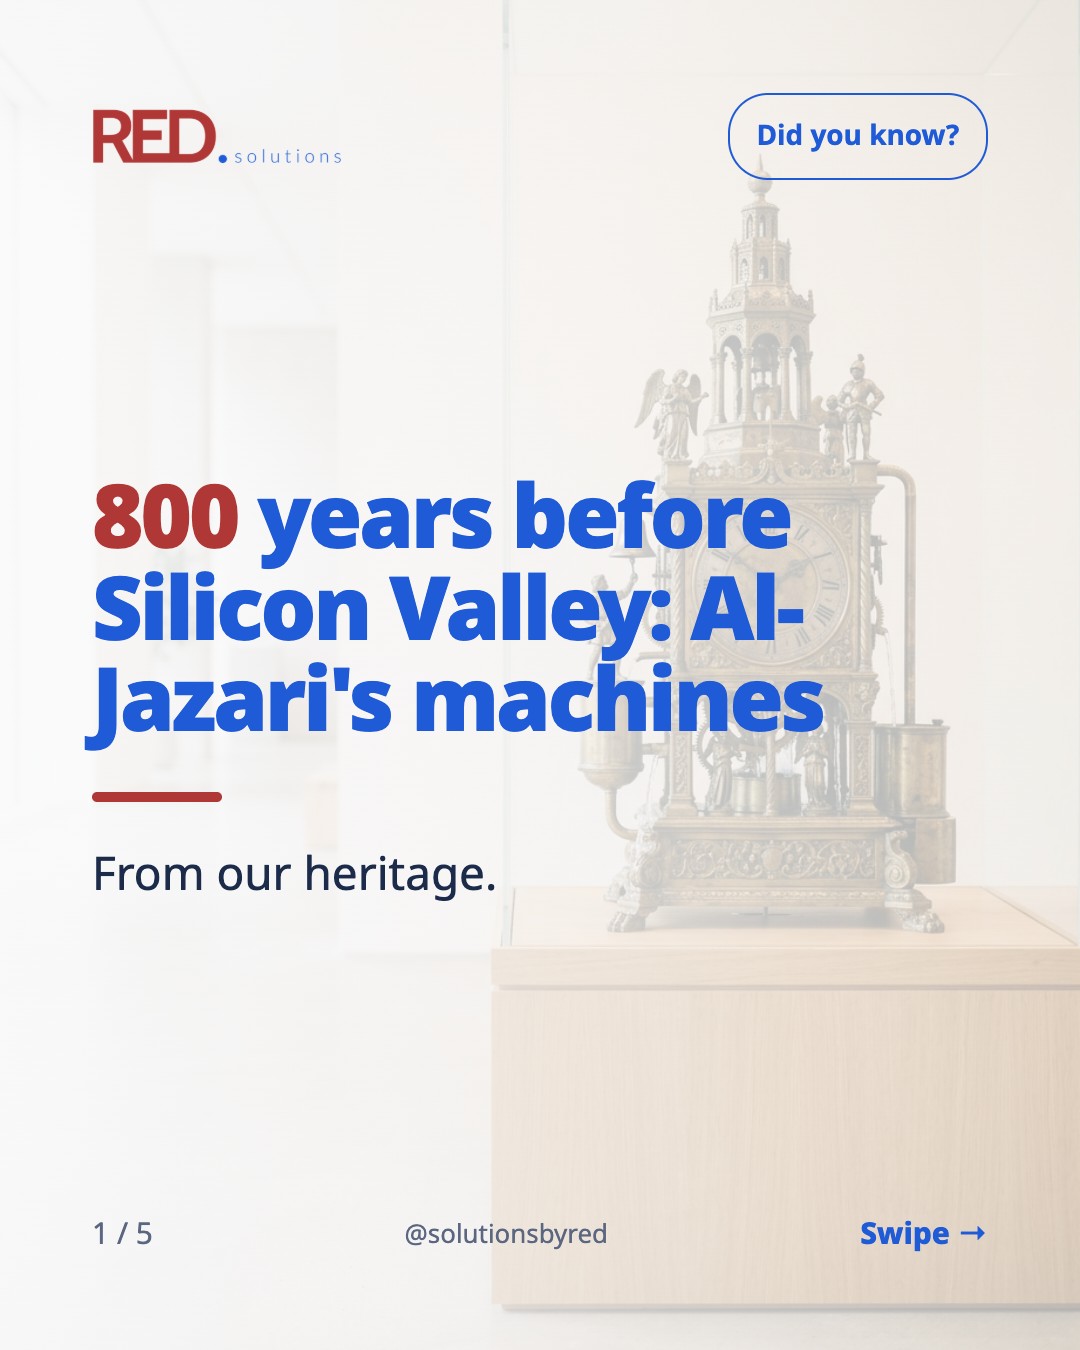 RED.solutions
Did you know?
800 years before
Silicon Valley: Al-
Jazari's machines
From our heritage.
1 / 5
@solutionsbyred
Swipe →